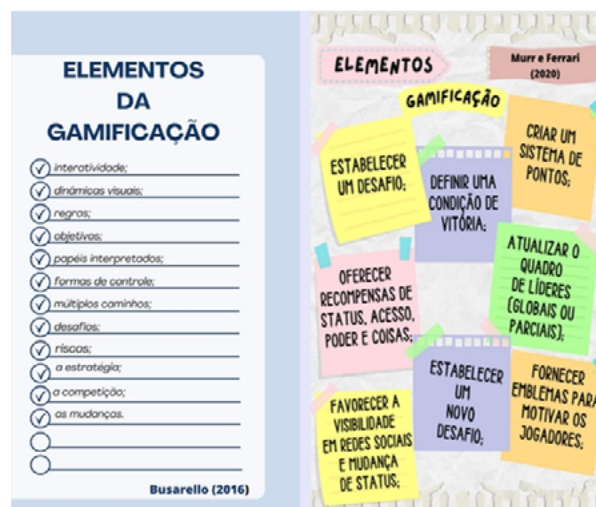 ELEMENTOS
DA
GAMIFICAÇÃO
interatividade;
dinâmicas visuais;
regras;
objetivos;
papéis interpretados;
formas de controle;
múltiplos caminhos;
desafios;
riscos;
a estratégia;
a competição;
as mudanças.
Busarello (2016)
ELEMENTOS
Murr e Ferrari
(2020)
GAMIFICAÇÃO
ESTABELECER
UM DESAFIO;
DEFINIR UMA
CONDIÇÃO DE
VITÓRIA;
CRIAR UM
SISTEMA DE
PONTOS;
OFERECER
RECOMPENSAS DE
STATUS, ACESSO,
PODER E COISAS;
ATUALIZAR O
QUADRO
DE LÍDERES
(GLOBAIS OU
PARCIAIS);
FAVORECER A
VISIBILIDADE
EM REDES SOCIAIS
E MUDANÇA
DE STATUS;
ESTABELECER
UM
NOVO
DESAFIO;
FORNECER
EMBLEMAS PARA
MOTIVAR OS
JOGADORES;